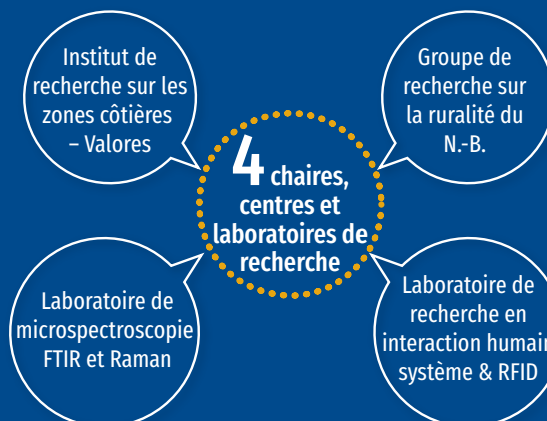 Institut de
recherche sur les
zones côtières
– Valores
Groupe de
recherche sur
la ruralité du
N.-B.
4 chaires,
centres et
laboratoires de
recherche
Laboratoire de
microspectroscopie
FTIR et Raman
Laboratoire de
recherche en
interaction humain
système & RFID